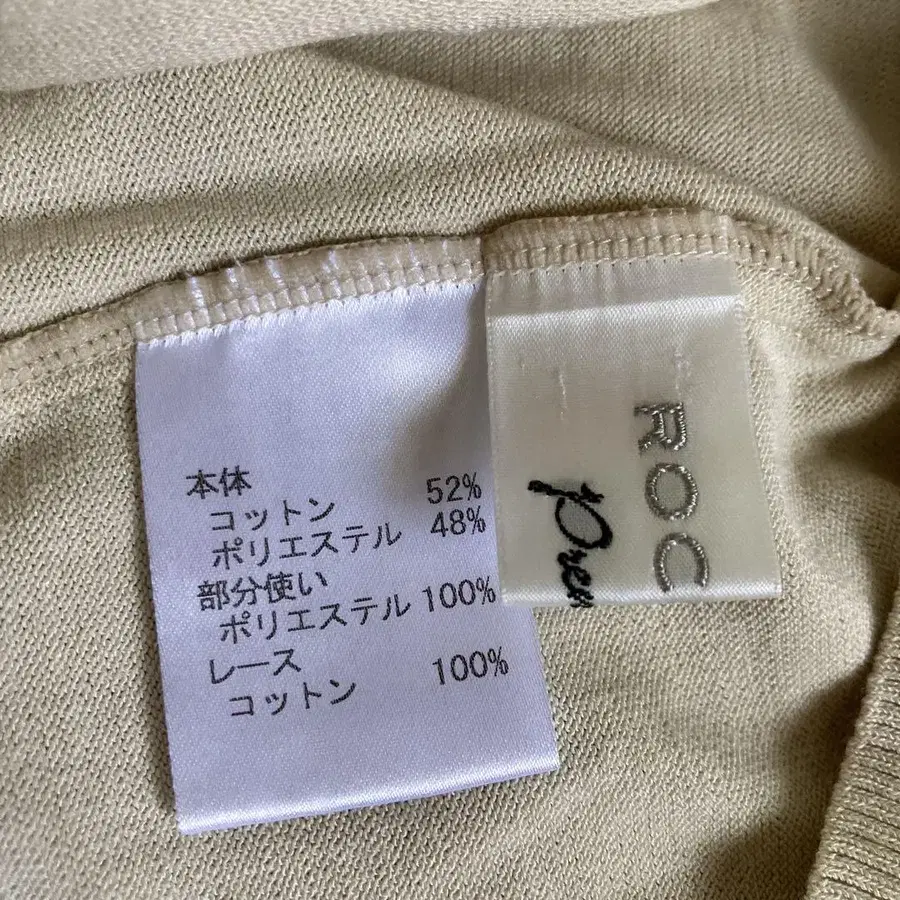 本体
コットン 52%
ポリエステル 48%
部分使い
ポリエステル 100%
レース
コットン 100%
ROC